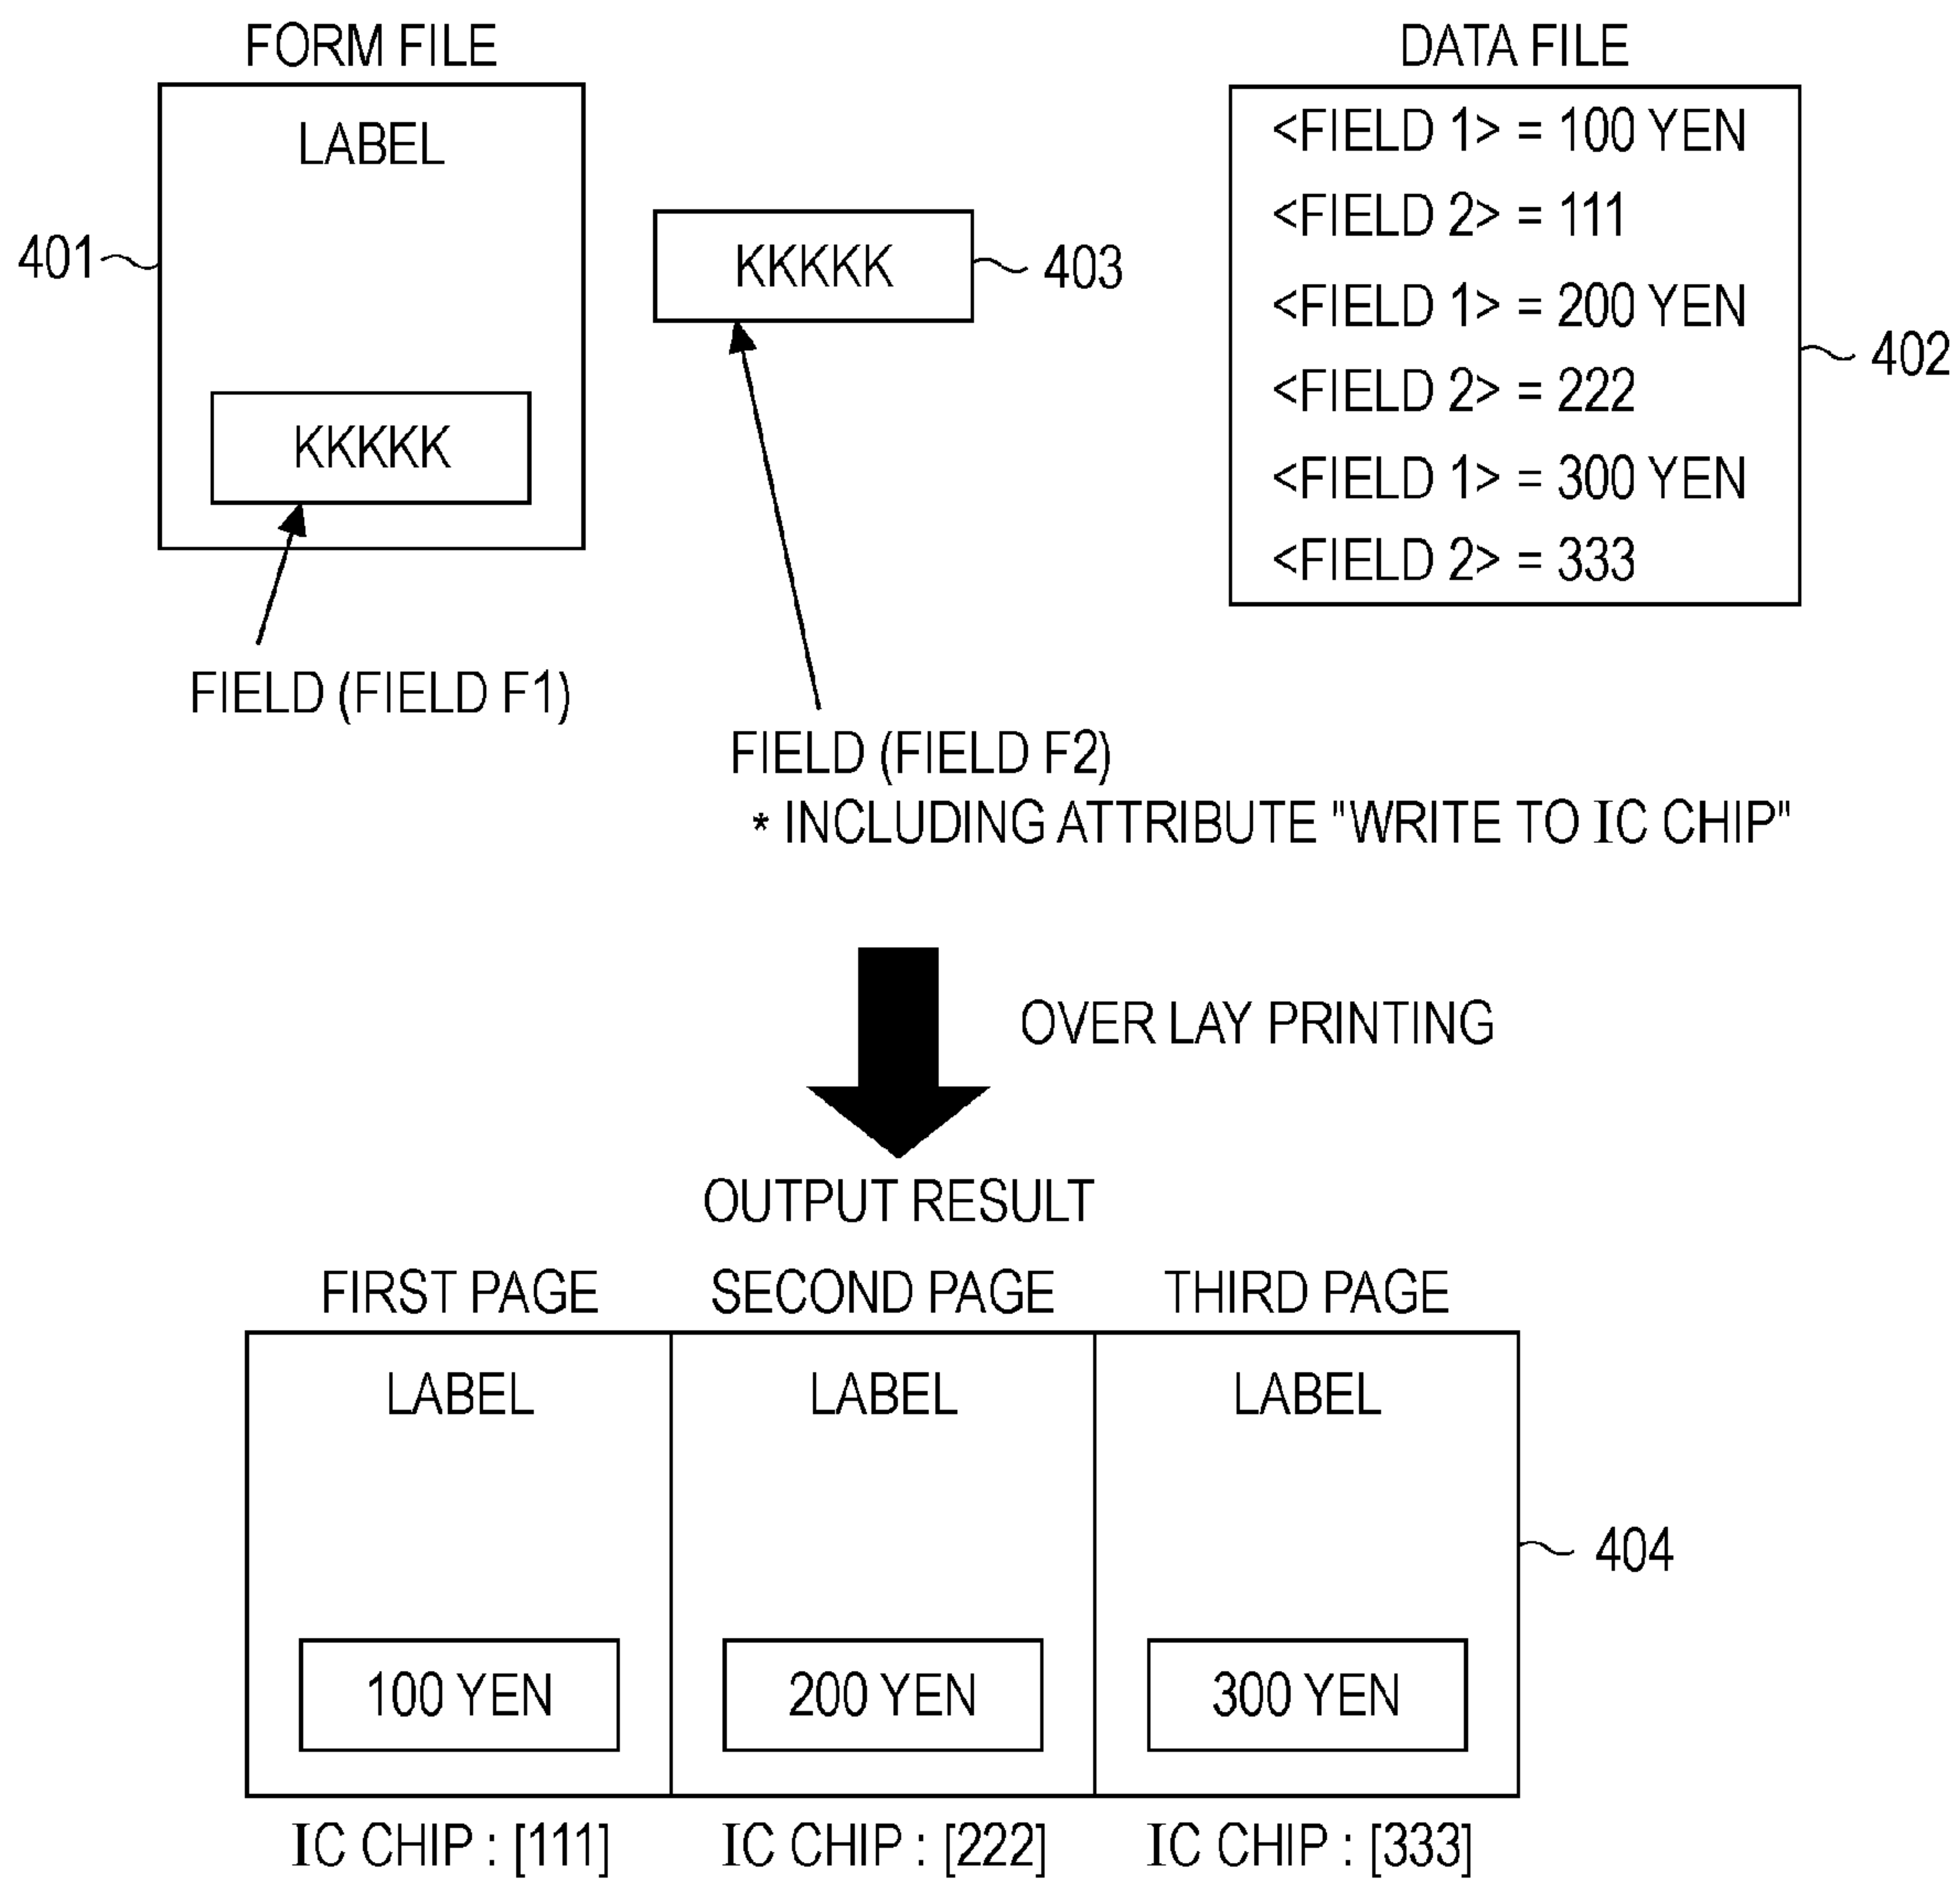 FORM FILE
LABEL
401
KKKKK
FIELD (FIELD F1)
KKKKK
403
FIELD (FIELD F2)
* INCLUDING ATTRIBUTE "WRITE TO IC CHIP"
DATA FILE
<FIELD 1> = 100 YEN
<FIELD 2> = 111
<FIELD 1> = 200 YEN
<FIELD 2> = 222
<FIELD 1> = 300 YEN
<FIELD 2> = 333
402
OVER LAY PRINTING
OUTPUT RESULT
FIRST PAGE
SECOND PAGE
THIRD PAGE
LABEL
LABEL
LABEL
404
100 YEN
200 YEN
300 YEN
IC CHIP : [111]
IC CHIP : [222]
IC CHIP : [333]